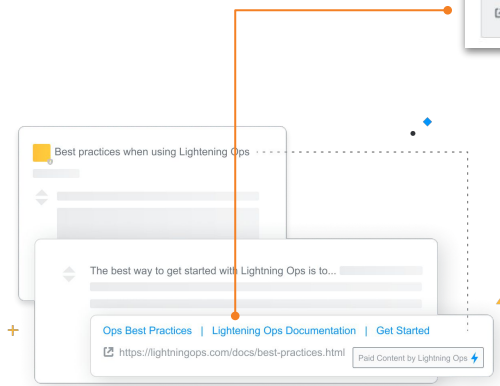 Best practices when using Lightening Ops
The best way to get started with Lightning Ops is to...
Ops Best Practices | Lightening Ops Documentation | Get Started
https://lightningops.com/docs/best-practices.html
Paid Content by Lightning Ops